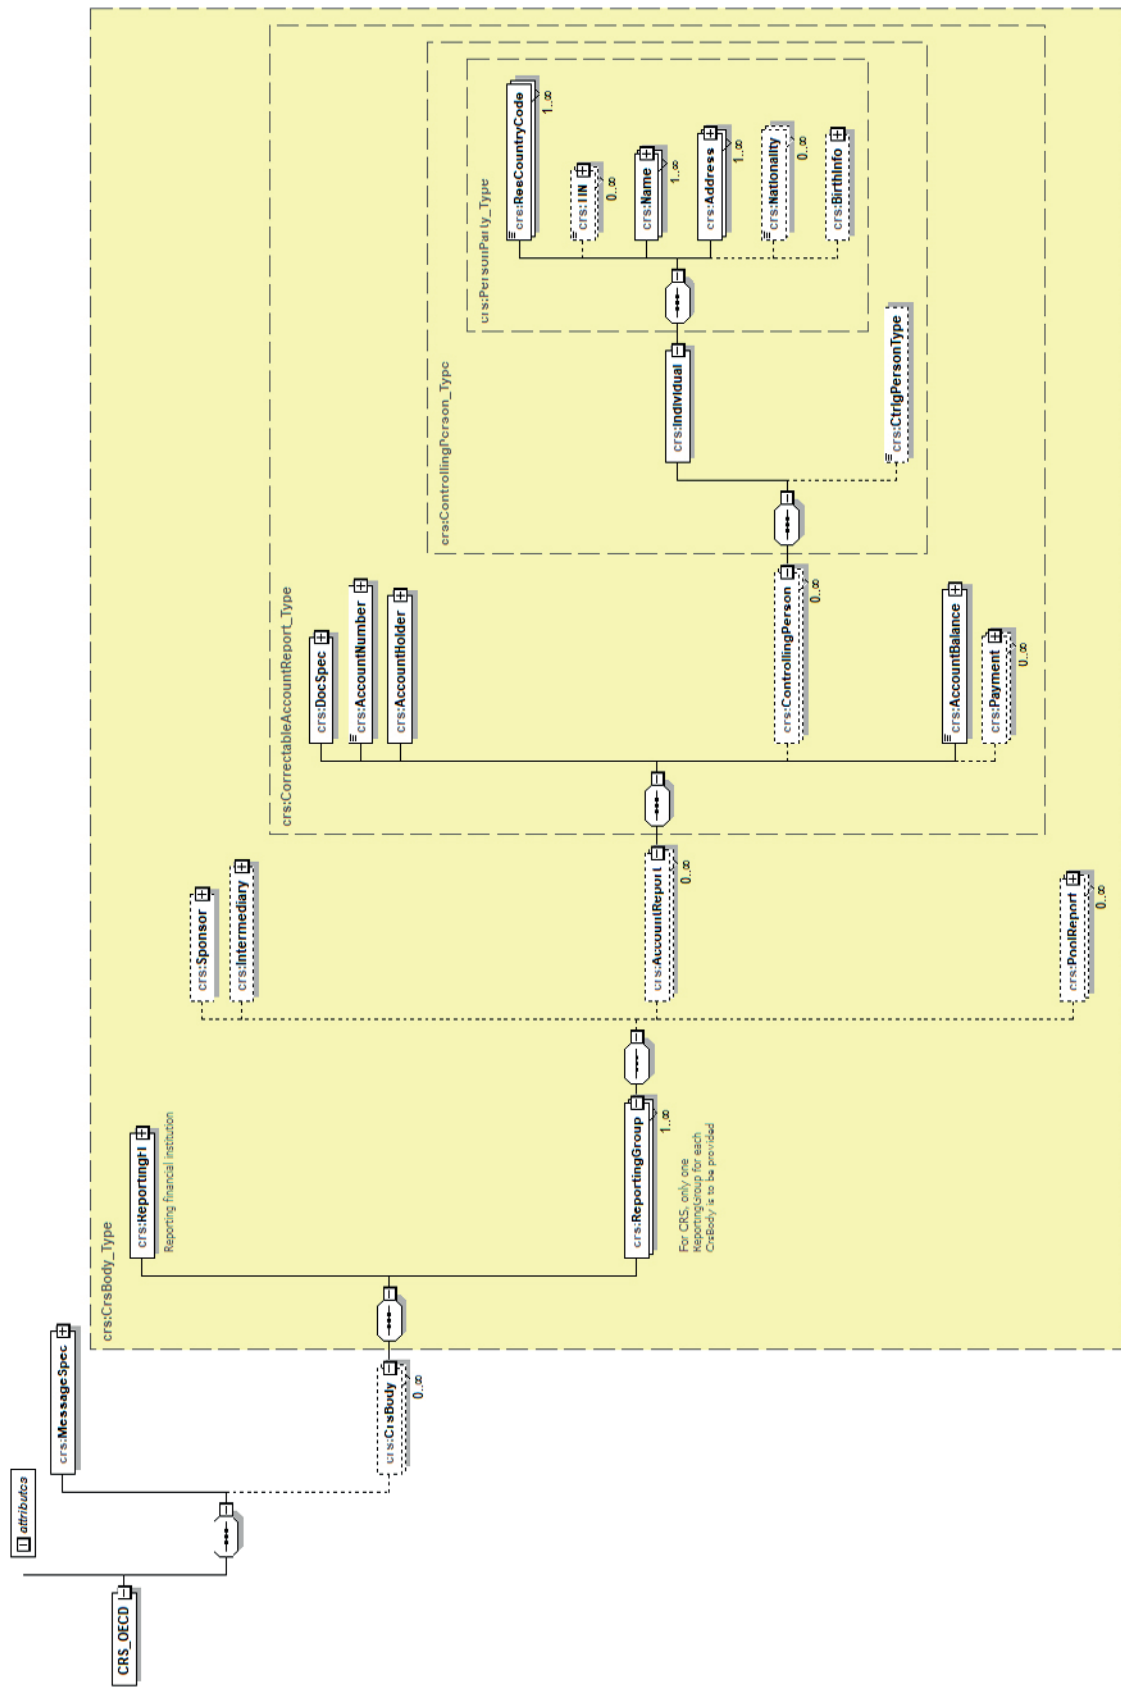 CRS_OECD
attributes
crs:MessageSpec
crs:CrsBody
0..∞
crs:CrsBody_Type
crs:ReportingFI
Reporting financial institution
crs:ReportingGroup
1..∞
For CRS, only one
ReportingGroup for each
CrsBody is to be provided
crs:Sponsor
crs:Intermediary
crs:AccountReport
0..∞
crs:PoolReport
0..∞
crs:CorrectableAccountReport_Type
crs:DocSpec
crs:AccountNumber
crs:AccountHolder
crs:ControllingPerson
0..∞
crs:AccountBalance
crs:Payment
0..∞
crs:ControllingPerson_Type
crs:Individual
crs:CtrlgPersonType
crs:PersonParty_Type
crs:ResCountryCode
1..∞
crs:TIN
0..∞
crs:Name
1..∞
crs:Address
1..∞
crs:Nationality
0..∞
crs:BirthInfo